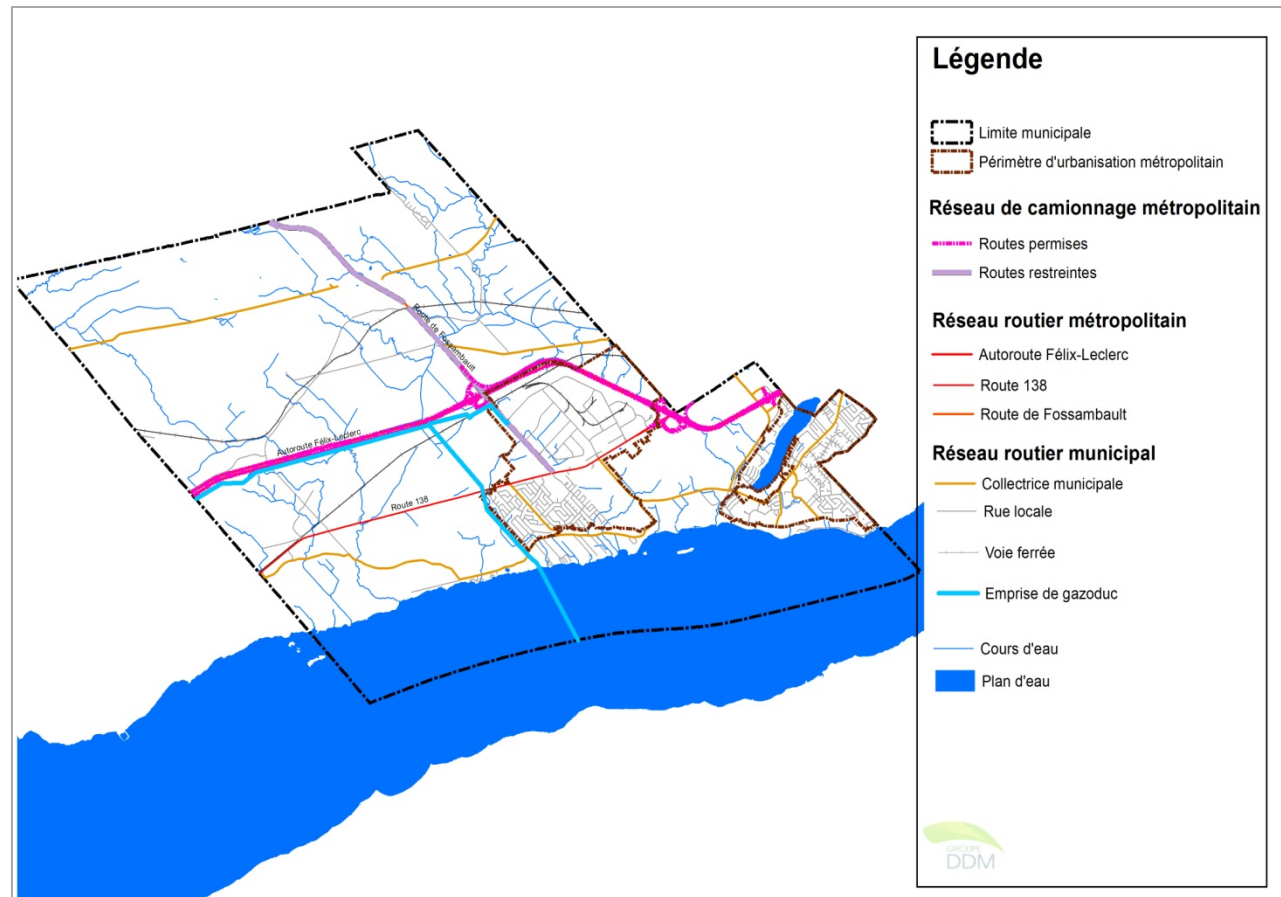 Légende
Limite municipale
Périmètre d'urbanisation métropolitain
Réseau de camionnage métropolitain
Routes permises
Routes restreintes
Réseau routier métropolitain
Autoroute Félix-Leclerc
Route 138
Route de Fossambault
Réseau routier municipal
Collectrice municipale
Rue locale
Voie ferrée
Emprise de gazoduc
Cours d'eau
Plan d'eau
GROUPE
DDM
Route de Fossambault
Autoroute Félix-Leclerc
Route 138